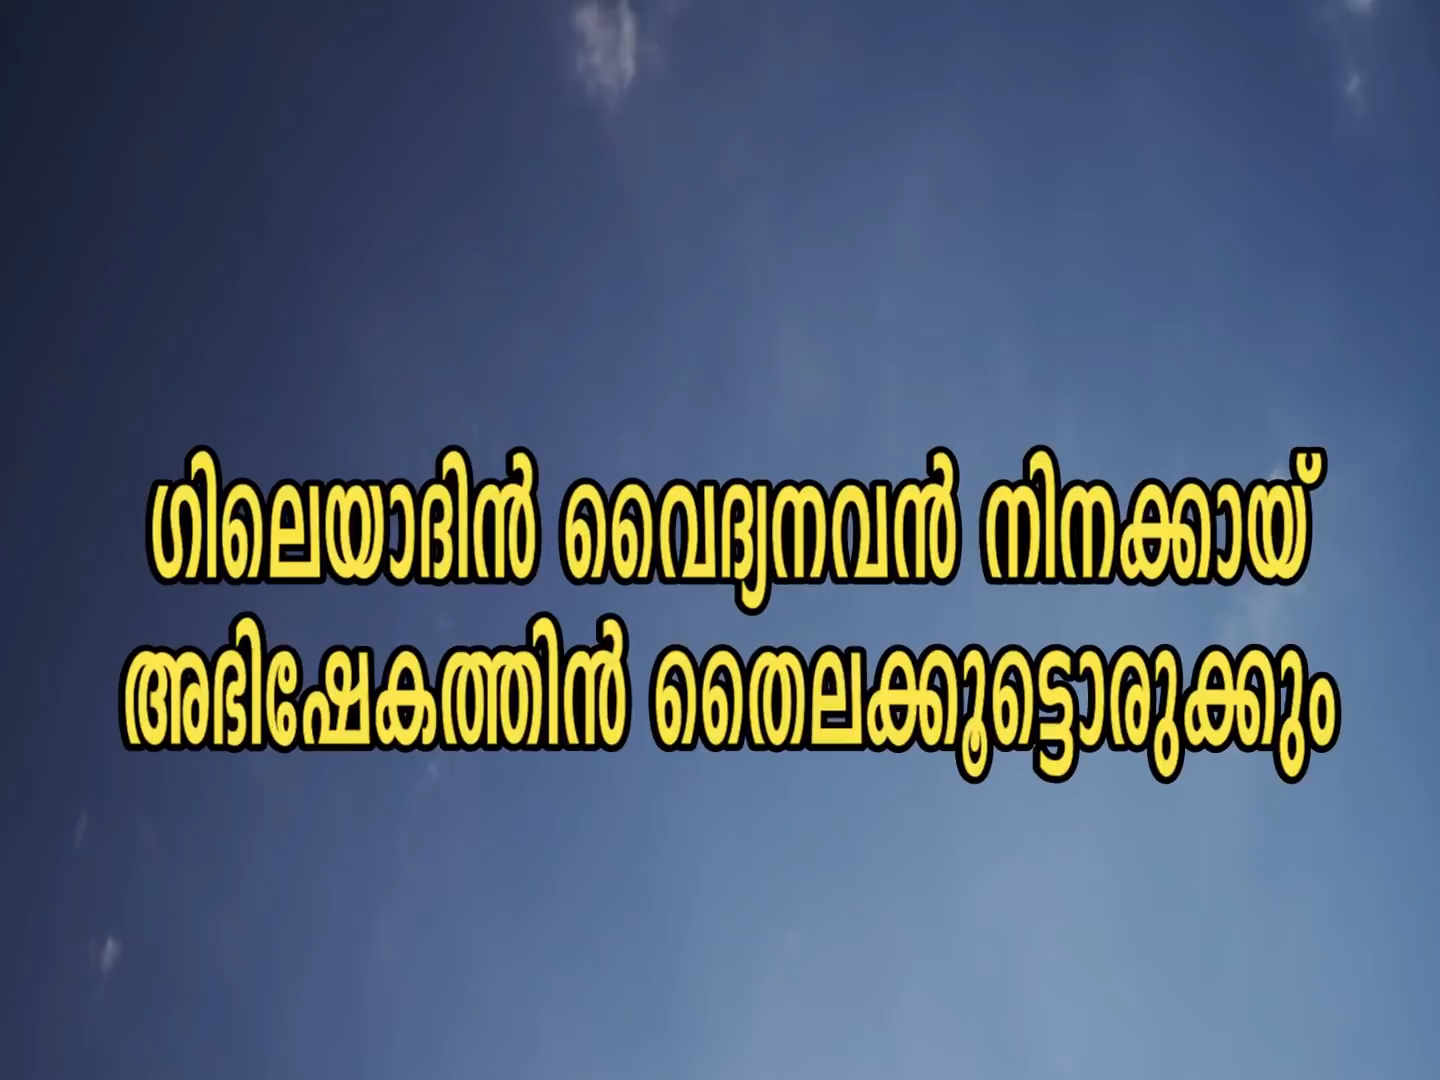 ഗിലെയാദിൻ വൈദ്യനവൻ നിനക്കായ്
അഭിഷേകത്തിൻ തൈലക്കൂട്ടൊരുക്കും